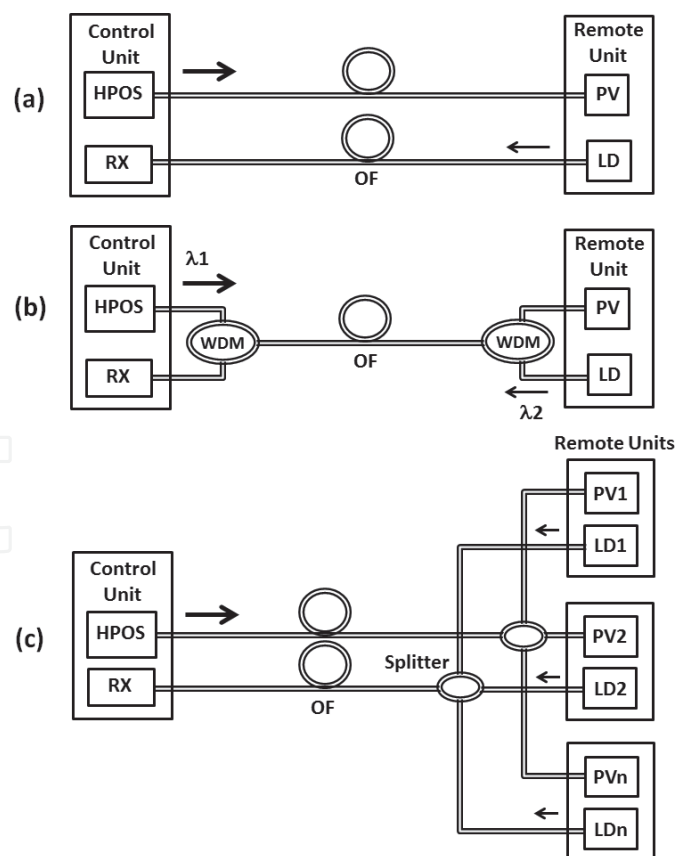 (a)
Control
Unit
HPOS
RX
OF
Remote
Unit
PV
LD
(b)
Control
Unit
HPOS
RX
λ1
WDM
OF
WDM
λ2
Remote
Unit
PV
LD
(c)
Control
Unit
HPOS
RX
OF
Splitter
Remote Units
PV1
LD1
PV2
LD2
PVn
LDn